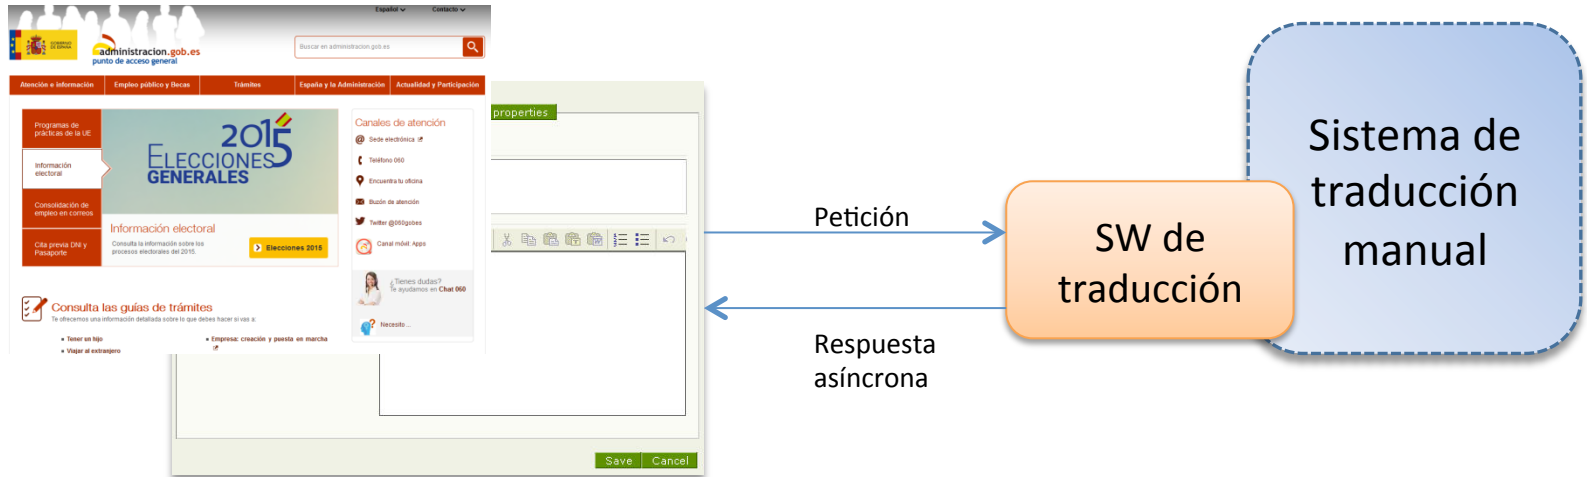 Español
Contacto
GOBIERNO
DE ESPAÑA
administracion.gob.es
punto de acceso general
Buscar en administracion.gob.es
Atención e Información
Empleo público y Becas
Trámites
España y la Administración
Actualidad y Participación
Programas de
prácticas de la UE
Información
electoral
Consolidación de
empleo en correos
Cita previa DNI y
Pasaporte
2015
ELECCIONES
GENERALES
Información electoral
Consulta la información sobre los
procesos electorales del 2015.
Elecciones 2015
Canales de atención
Sede electrónica
Teléfono 060
Encuentra tu oficina
Buzón de atención
Twitter @060gobes
Canal móvil: Apps
¿Tienes dudas?
Te ayudamos en Chat 060
Necesito ...
Consulta las guías de trámites
Te ofrecemos una información detallada sobre lo que debes hacer si vas a:
Tener un hijo
Viajar al extranjero
Empresa: creación y puesta en marcha
properties
Save
Cancel
Petición
Respuesta
asíncrona
SW de
traducción
Sistema de
traducción
manual